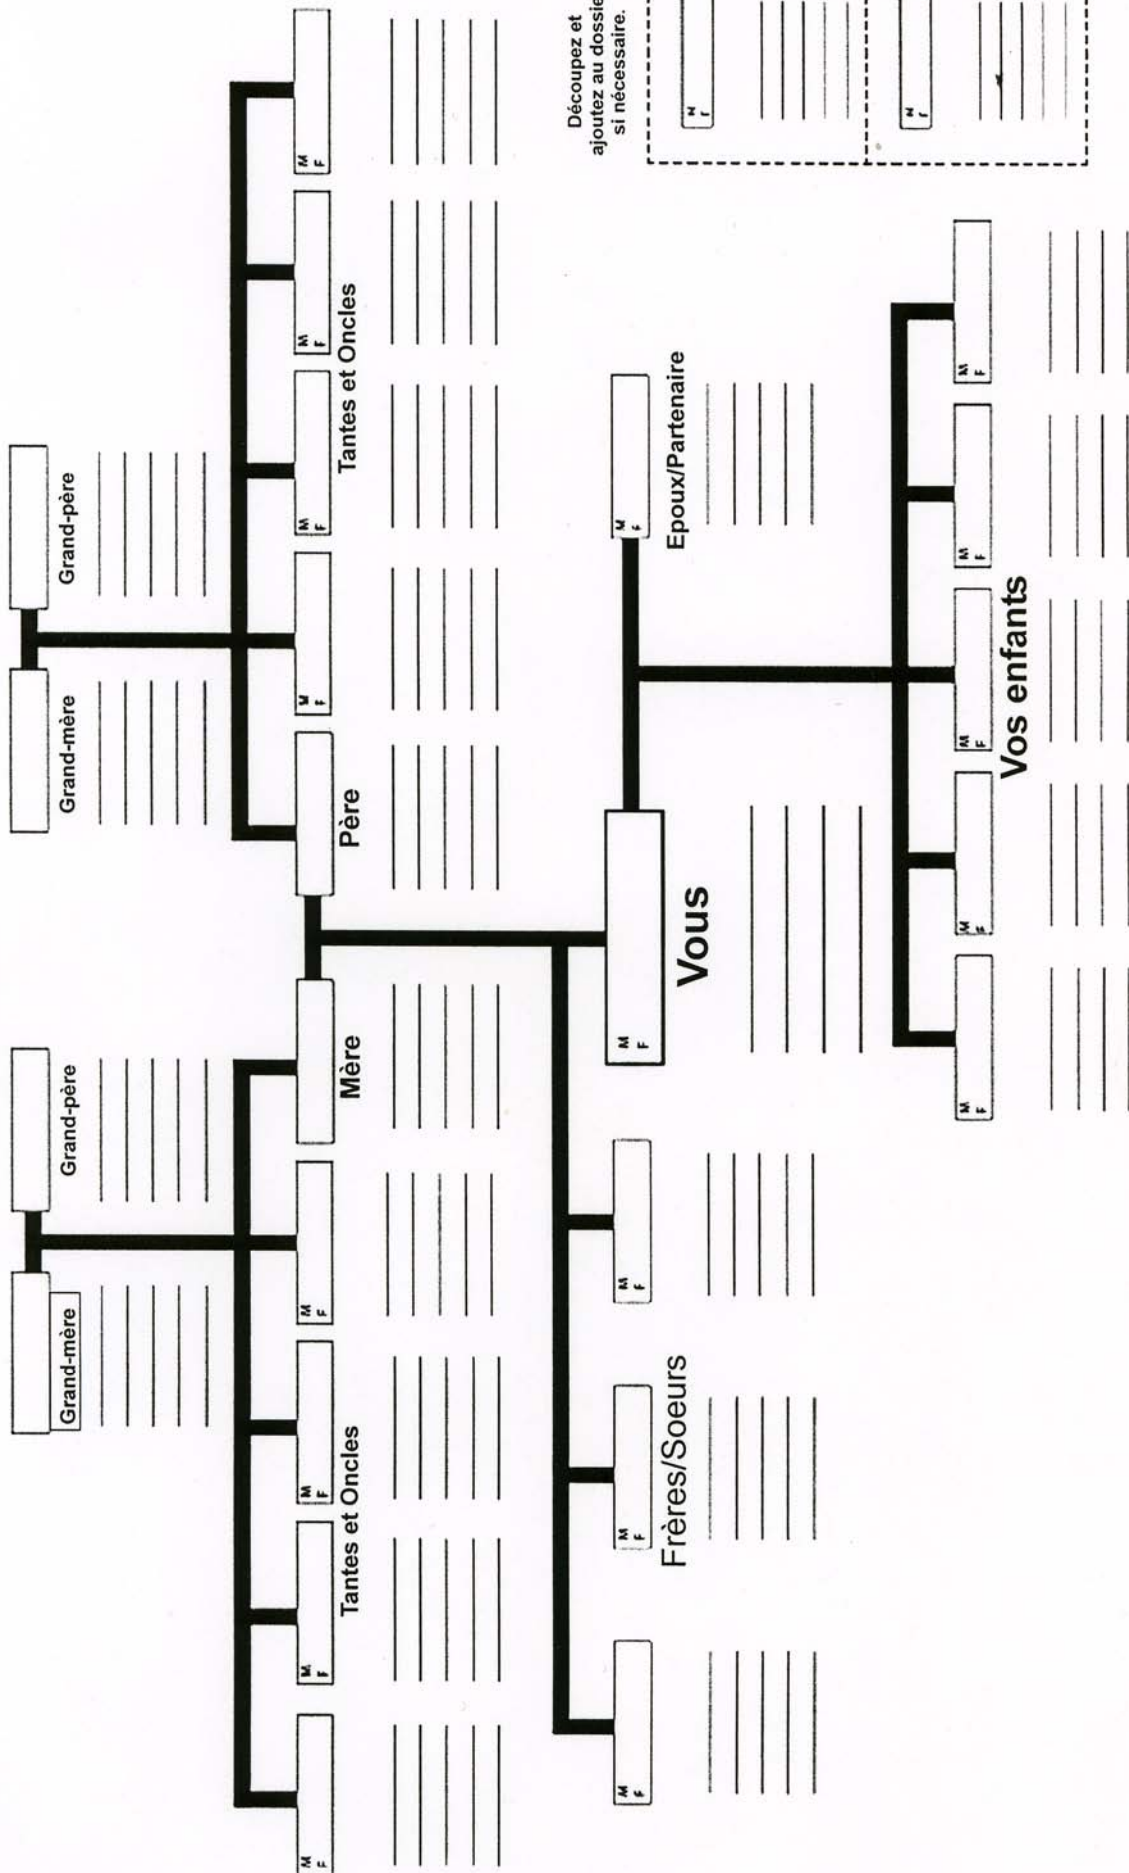 Grand-mère
Grand-père
Grand-mère
Grand-père
M
F
M
F
M
F
M
F
M
F
M
F
M
F
M
F
Tantes et Oncles
Mère
Père
Tantes et Oncles
Découpez et
ajoutez au dossie
si nécessaire.
M
F
M
F
M
F
M
F
M
F
Frères/Soeurs
Vous
Epoux/Partenaire
M
F
M
F
M
F
M
F
M
F
M
F
M
F
Vos enfants